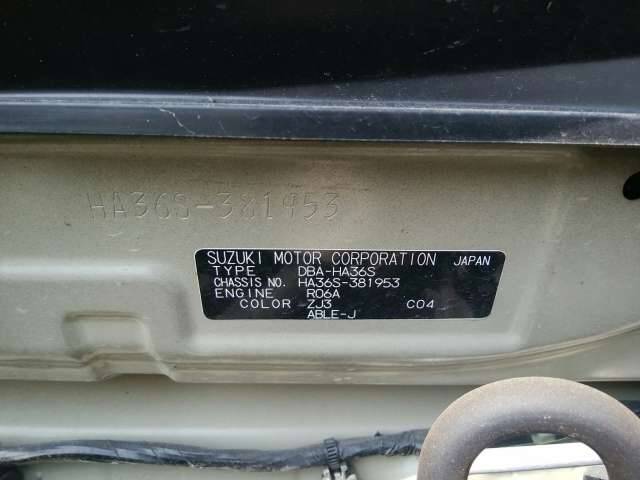 HA36S-381953
SUZUKI MOTOR CORPORATION JAPAN
TYPE DBA-HA36S
CHASSIS NO. HA36S-381953
ENGINE R06A
COLOR ZJ3 C04
ABLE-J